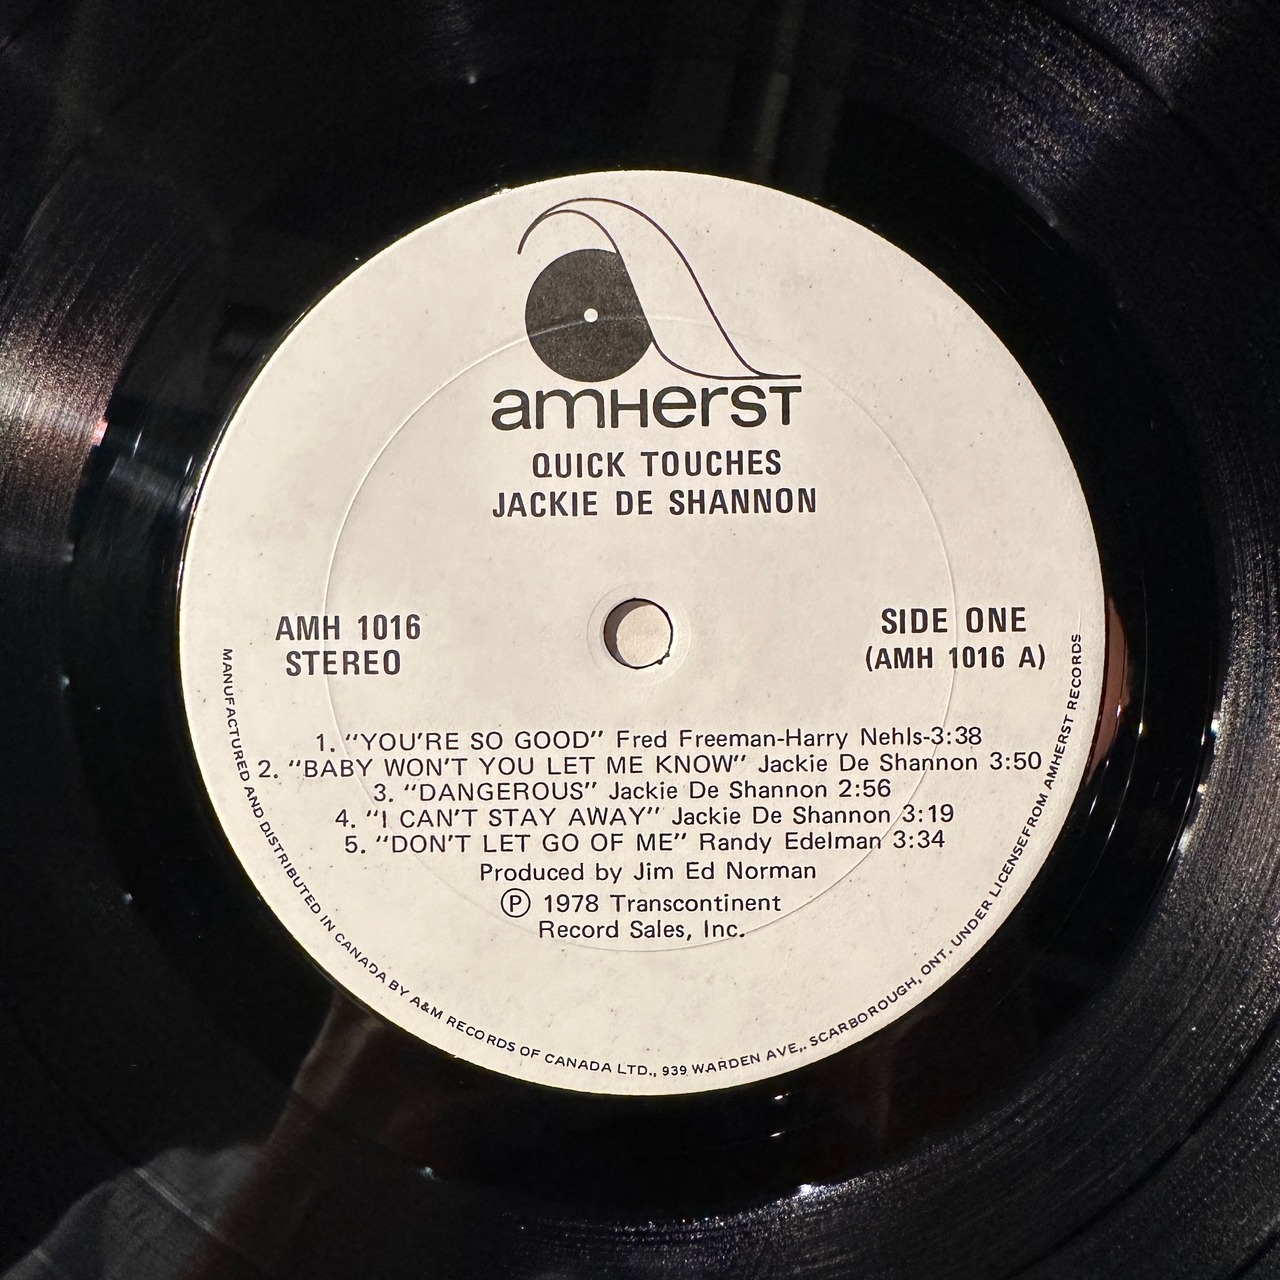 amHerST
QUICK TOUCHES
JACKIE DE SHANNON
AMH 1016
STEREO
SIDE ONE
(AMH 1016 A)
1. "YOU'RE SO GOOD" Fred Freeman-Harry Nehls-3:38
2. "BABY WON'T YOU LET ME KNOW" Jackie De Shannon 3:50
3. "DANGEROUS" Jackie De Shannon 2:56
4. "I CAN'T STAY AWAY" Jackie De Shannon 3:19
5. "DON'T LET GO OF ME" Randy Edelman 3:34
Produced by Jim Ed Norman
Ⓟ 1978 Transcontinent
Record Sales, Inc.
MANUFACTURED AND DISTRIBUTED IN CANADA BY A&M RECORDS OF CANADA LTD., 939 WARDEN AVE,. SCARBOROUGH, ONT. UNDER LICENSEFROM AMHERST RECORDS